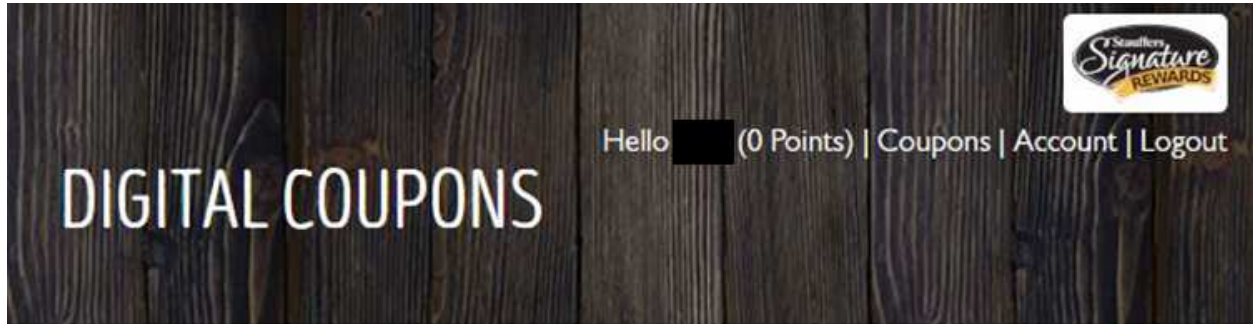 Stauffers
Signature
REWARDS
Hello (0 Points) | Coupons | Account | Logout
DIGITAL COUPONS